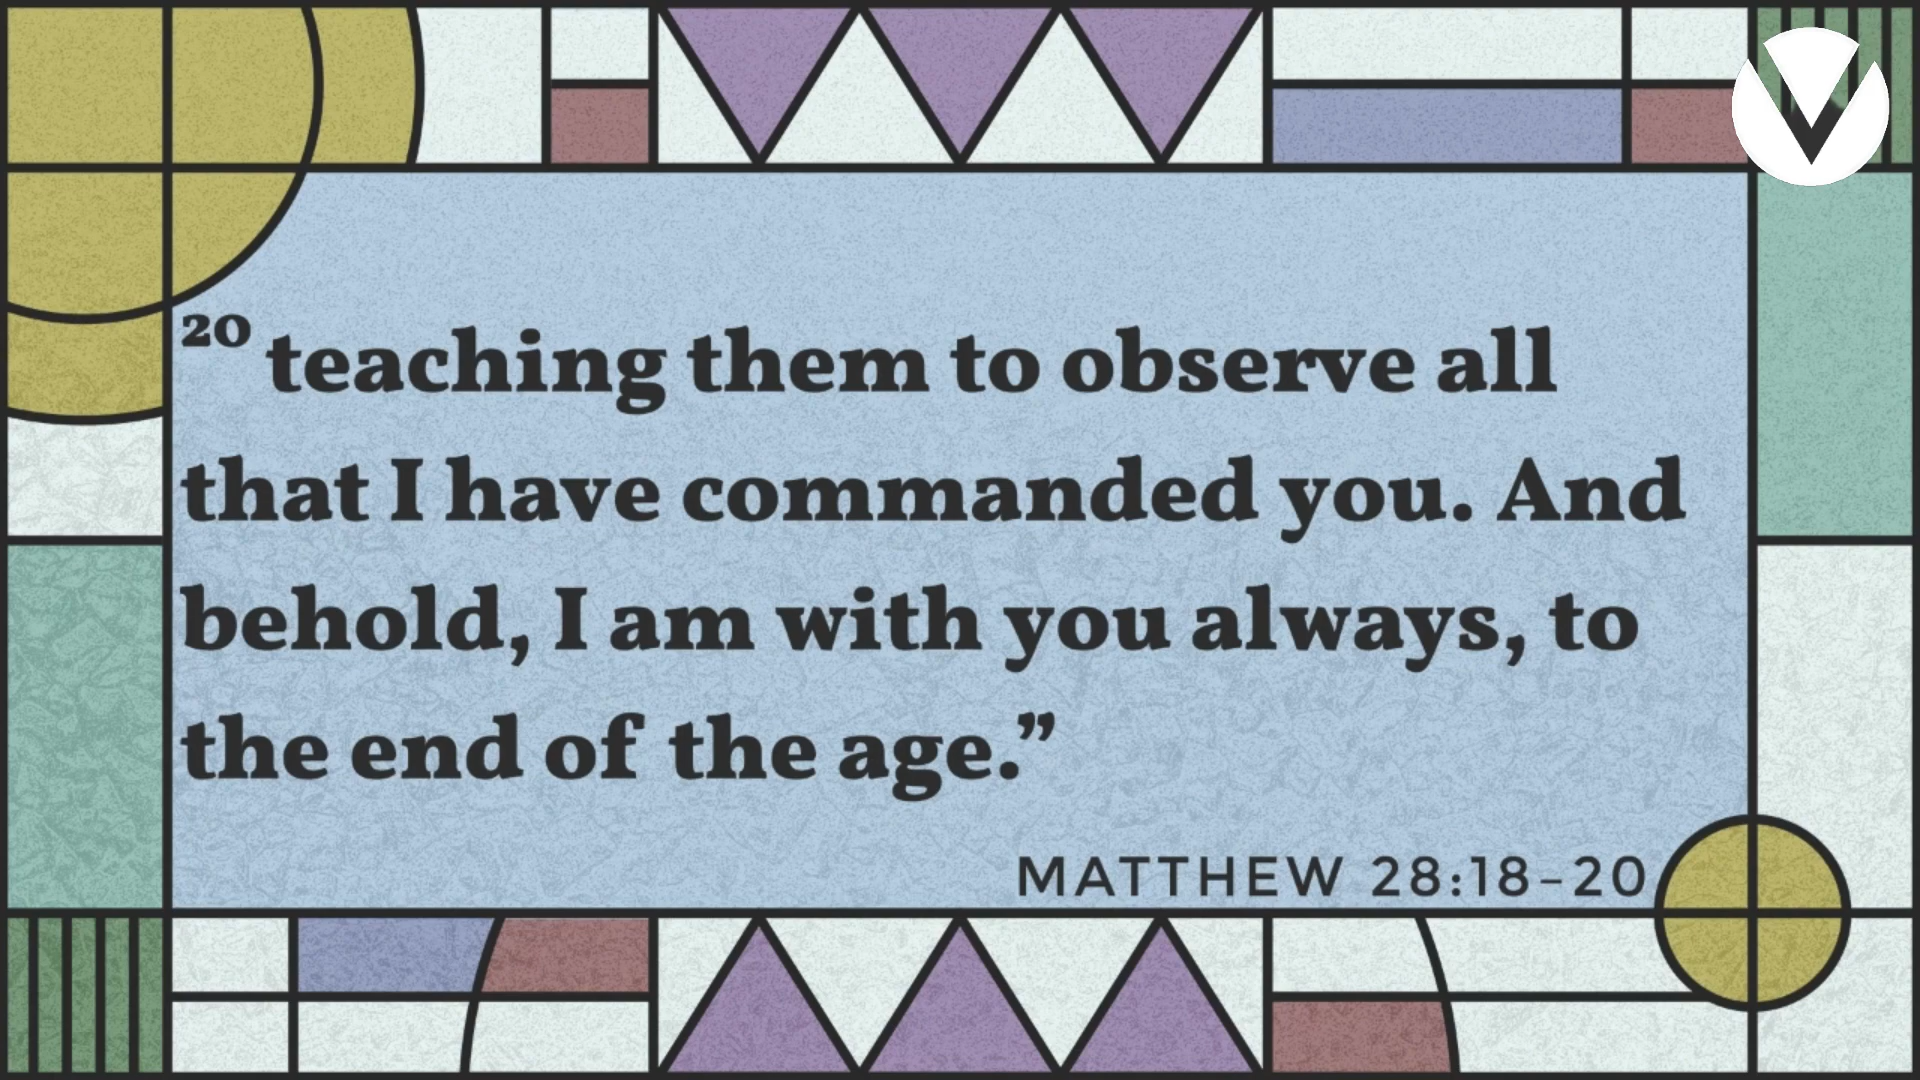 20 teaching them to observe all
that I have commanded you. And
behold, I am with you always, to
the end of the age.”
MATTHEW 28:18–20